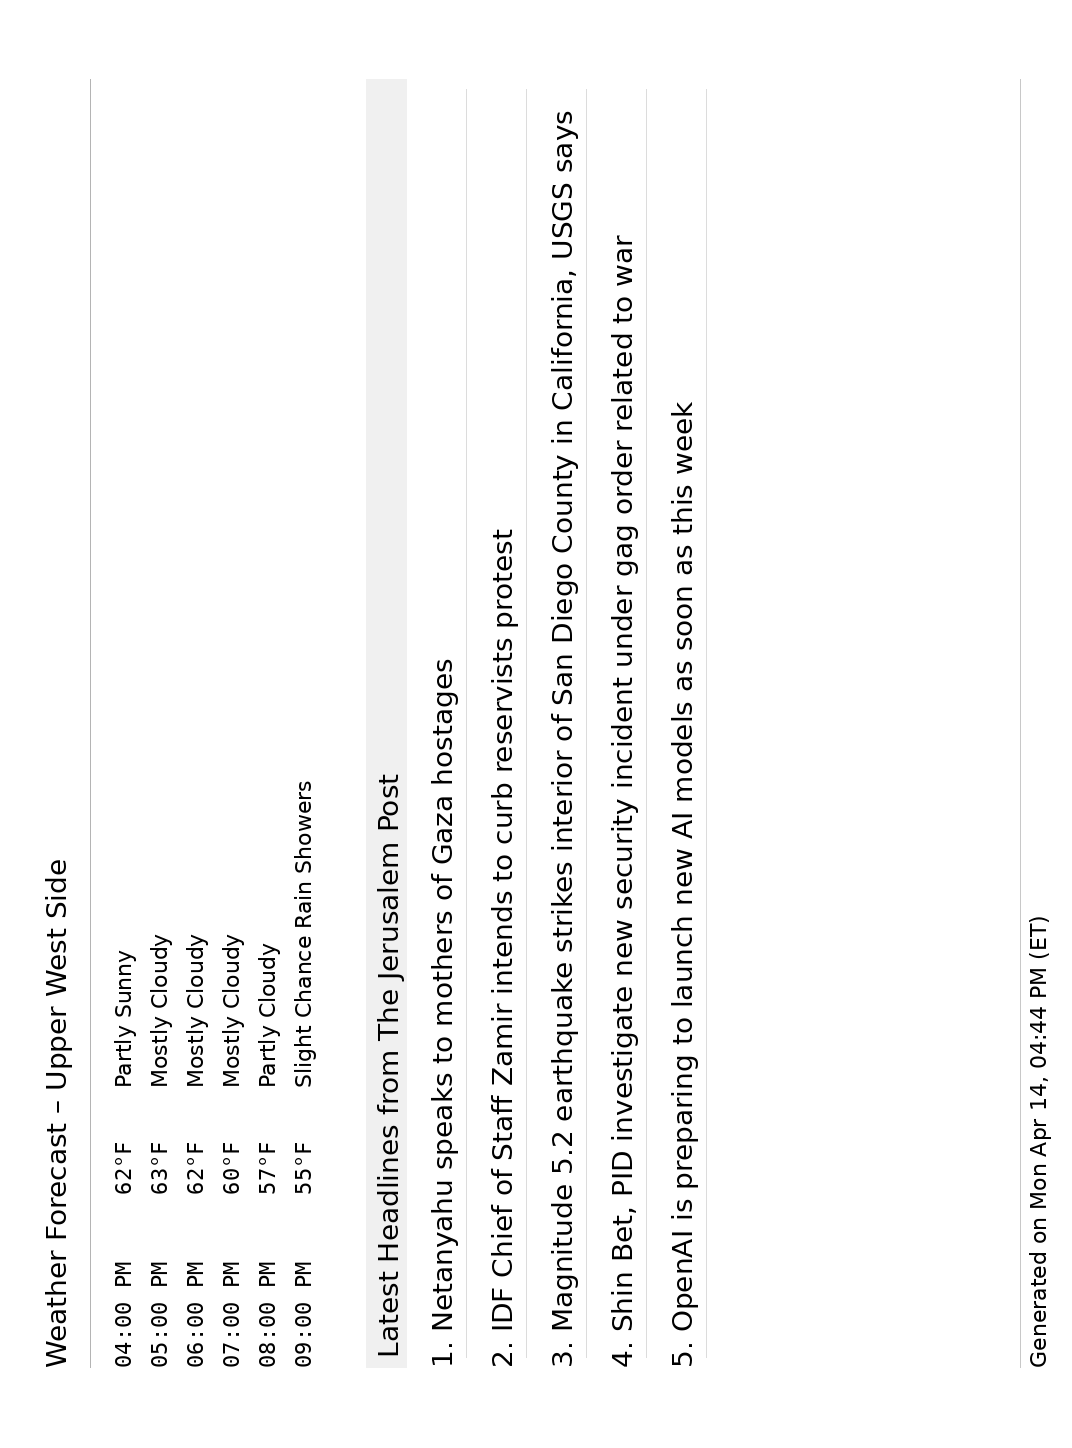 Weather Forecast – Upper West Side
04:00 PM 62°F Partly Sunny
05:00 PM 63°F Mostly Cloudy
06:00 PM 62°F Mostly Cloudy
07:00 PM 60°F Mostly Cloudy
08:00 PM 57°F Partly Cloudy
09:00 PM 55°F Slight Chance Rain Showers
Latest Headlines from The Jerusalem Post
1. Netanyahu speaks to mothers of Gaza hostages
2. IDF Chief of Staff Zamir intends to curb reservists protest
3. Magnitude 5.2 earthquake strikes interior of San Diego County in California, USGS says
4. Shin Bet, PID investigate new security incident under gag order related to war
5. OpenAI is preparing to launch new AI models as soon as this week
Generated on Mon Apr 14, 04:44 PM (ET)